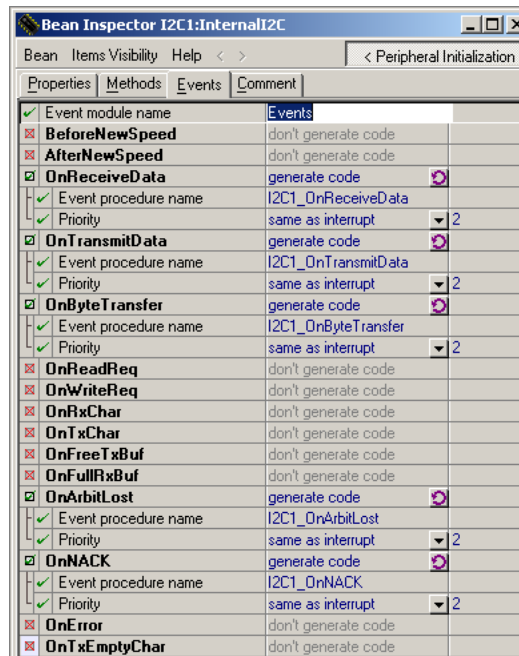 Bean Inspector I2C1:InternalI2C
Bean Items Visibility Help < > < Peripheral Initialization
Properties Methods Events Comment
Event module name Events
BeforeNewSpeed don't generate code
AfterNewSpeed don't generate code
OnReceiveData generate code
Event procedure name I2C1_OnReceiveData
Priority same as interrupt 2
OnTransmitData generate code
Event procedure name I2C1_OnTransmitData
Priority same as interrupt 2
OnByteTransfer generate code
Event procedure name I2C1_OnByteTransfer
Priority same as interrupt 2
OnReadReq don't generate code
OnWriteReq don't generate code
OnRxChar don't generate code
OnTxChar don't generate code
OnFreeTxBuf don't generate code
OnFullRxBuf don't generate code
OnArbitLost generate code
Event procedure name I2C1_OnArbitLost
Priority same as interrupt 2
OnNACK generate code
Event procedure name I2C1_OnNACK
Priority same as interrupt 2
OnError don't generate code
OnTxEmptyChar don't generate code